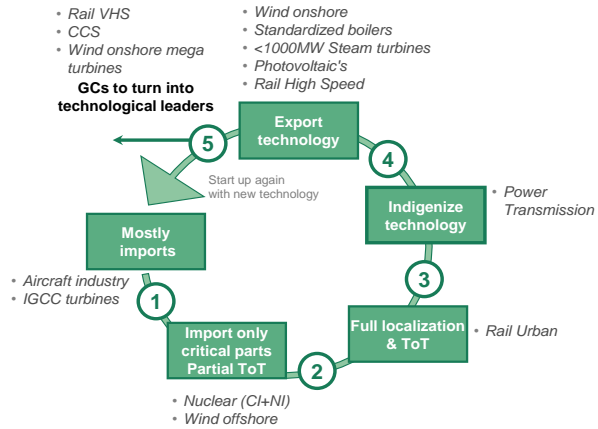 • Rail VHS
• CCS
• Wind onshore mega
turbines
GCs to turn into
technological leaders
• Wind onshore
• Standardized boilers
• <1000MW Steam turbines
• Photovoltaic's
• Rail High Speed
Export
technology
5
4
Start up again
with new technology
Indigenize
technology
• Power
Transmission
Mostly
imports
• Aircraft industry
• IGCC turbines
1
3
Import only
critical parts
Partial ToT
Full localization
& ToT
• Rail Urban
2
• Nuclear (CI+NI)
• Wind offshore